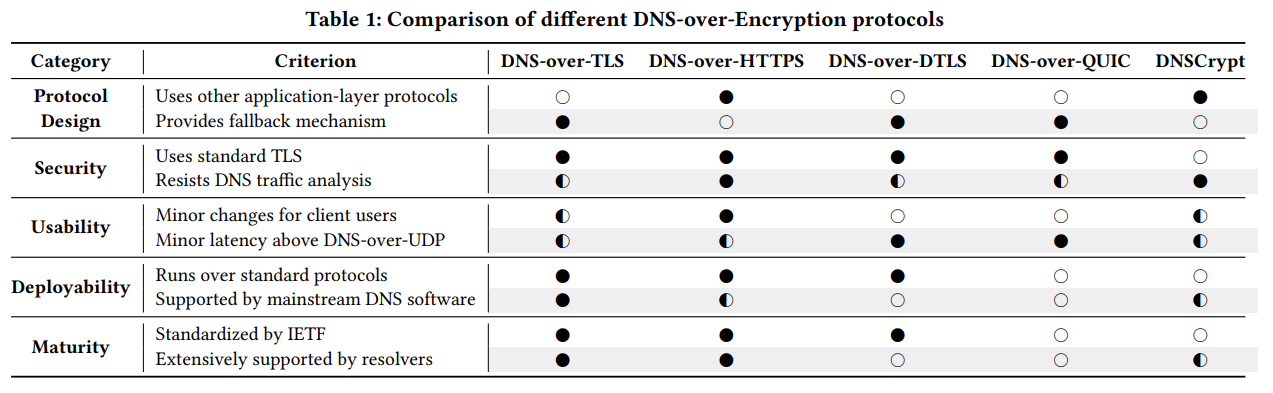 Table 1: Comparison of different DNS-over-Encryption protocols
Category Criterion DNS-over-TLS DNS-over-HTTPS DNS-over-DTLS DNS-over-QUIC DNSCrypt
Protocol Design
Uses other application-layer protocols ○ ● ○ ○ ●
Provides fallback mechanism ● ○ ● ● ○
Security
Uses standard TLS ● ● ● ● ○
Resists DNS traffic analysis ◐ ● ◐ ◐ ●
Usability
Minor changes for client users ◐ ● ○ ○ ◐
Minor latency above DNS-over-UDP ◐ ◐ ● ● ◐
Deployability
Runs over standard protocols ● ● ● ○ ○
Supported by mainstream DNS software ● ◐ ○ ○ ◐
Maturity
Standardized by IETF ● ● ● ○ ○
Extensively supported by resolvers ● ● ○ ○ ◐